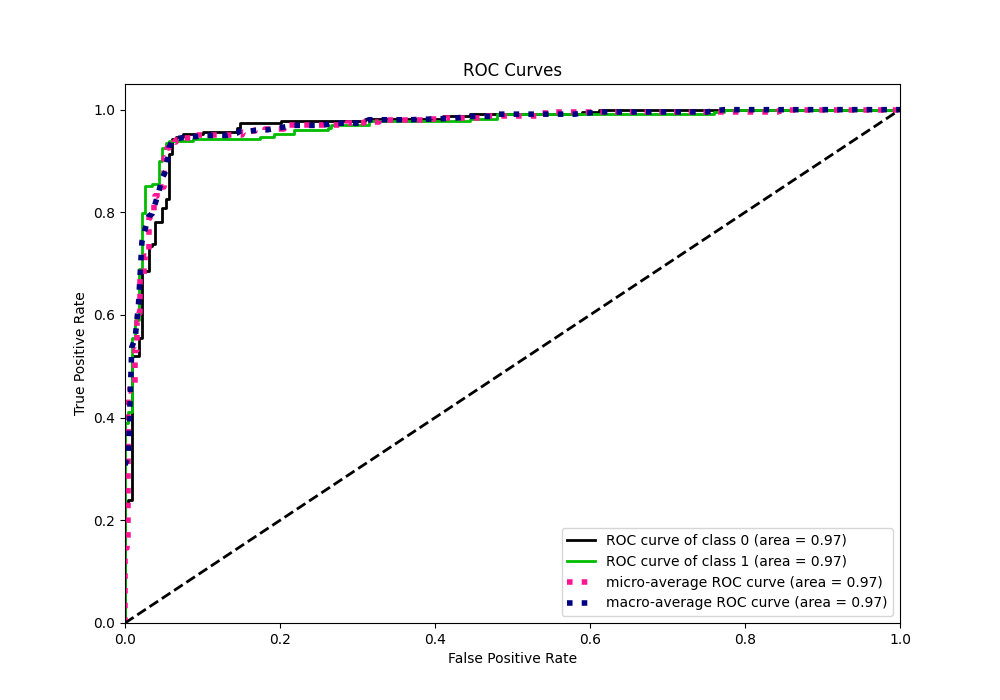 ROC Curves
True Positive Rate
1.0
0.8
0.6
0.4
0.2
0.0
0.0 0.2 0.4 0.6 0.8 1.0
False Positive Rate
ROC curve of class 0 (area = 0.97)
ROC curve of class 1 (area = 0.97)
micro-average ROC curve (area = 0.97)
macro-average ROC curve (area = 0.97)